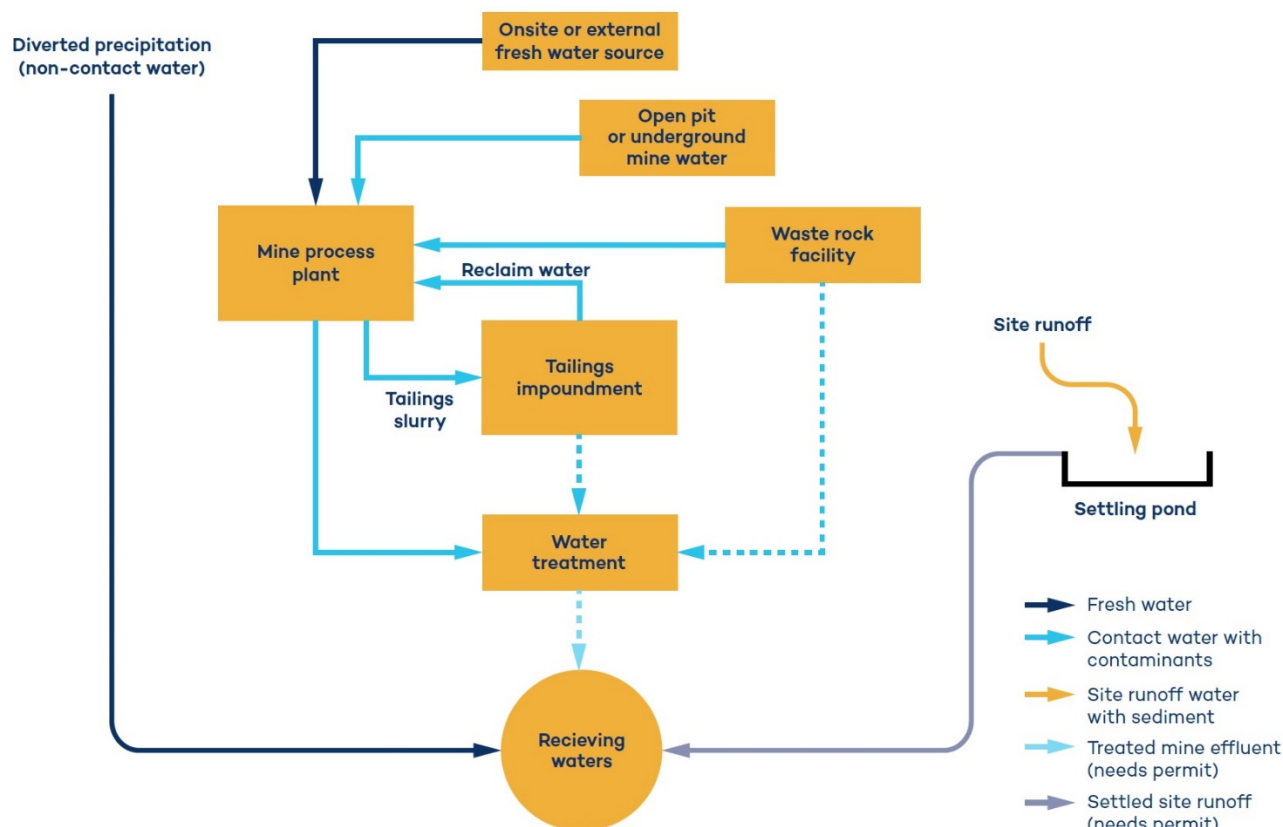 Diverted precipitation
(non-contact water)
Onsite or external
fresh water source
Open pit
or underground
mine water
Mine process
plant
Waste rock
facility
Reclaim water
Tailings
impoundment
Tailings
slurry
Site runoff
Settling pond
Water
treatment
Recieving
waters
Fresh water
Contact water with
contaminants
Site runoff water
with sediment
Treated mine effluent
(needs permit)
Settled site runoff
(needs permit)